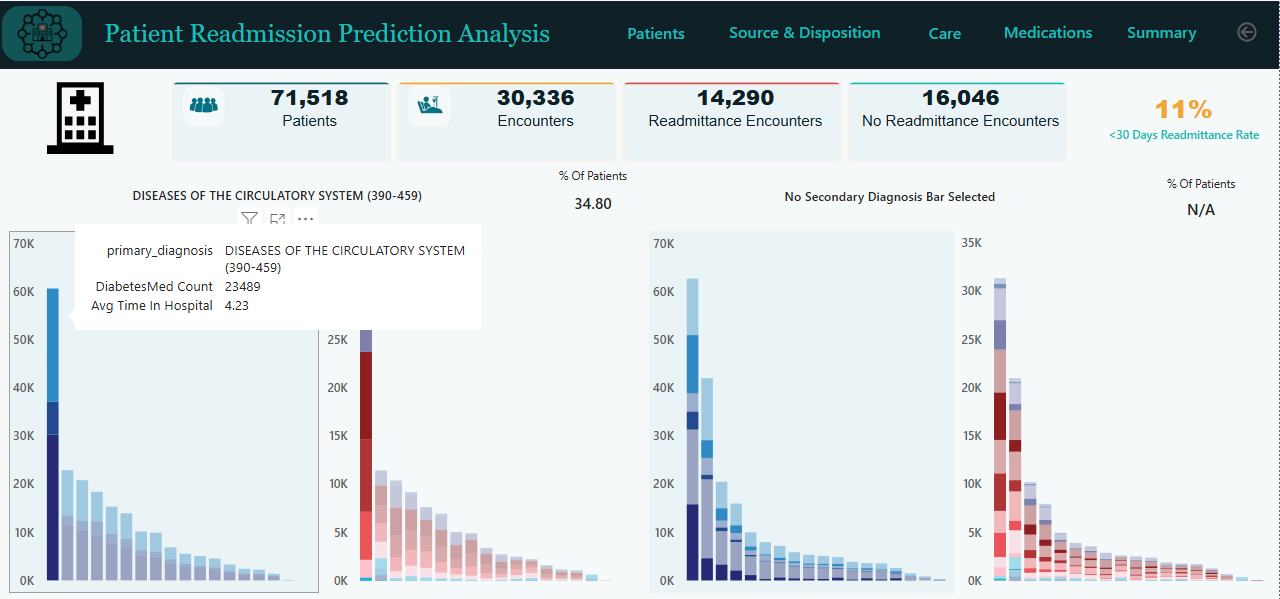 Patient Readmission Prediction Analysis
Patients
Source & Disposition
Care
Medications
Summary
71,518
Patients
30,336
Encounters
14,290
Readmittance Encounters
16,046
No Readmittance Encounters
11%
<30 Days Readmittance Rate
DISEASES OF THE CIRCULATORY SYSTEM (390-459)
% Of Patients
34.80
No Secondary Diagnosis Bar Selected
% Of Patients
N/A
primary_diagnosis DISEASES OF THE CIRCULATORY SYSTEM
(390-459)
DiabetesMed Count 23489
Avg Time In Hospital 4.23
70K
60K
50K
40K
30K
20K
10K
0K
25K
20K
15K
10K
5K
0K
70K
60K
50K
40K
30K
20K
10K
0K
35K
30K
25K
20K
15K
10K
5K
0K